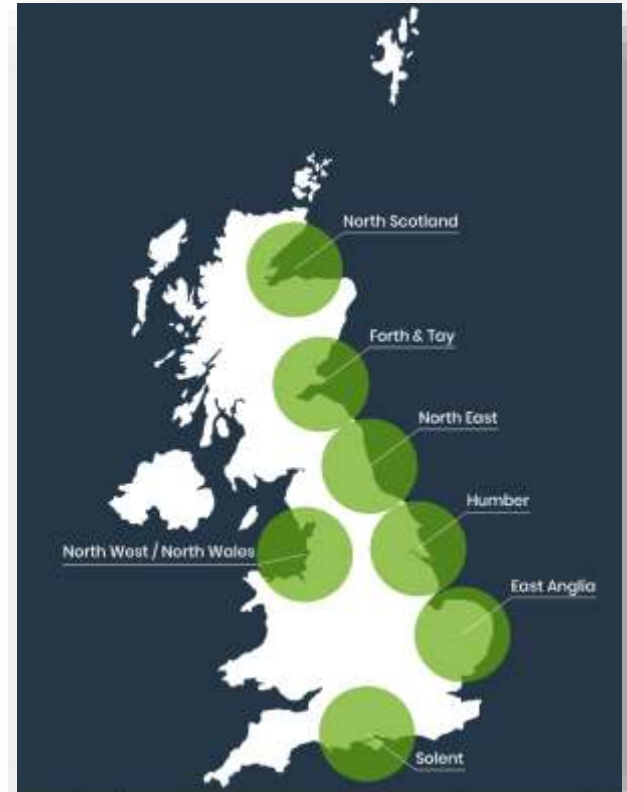 North Scotland
Forth & Tay
North East
Humber
North West / North Wales
East Anglia
Solent